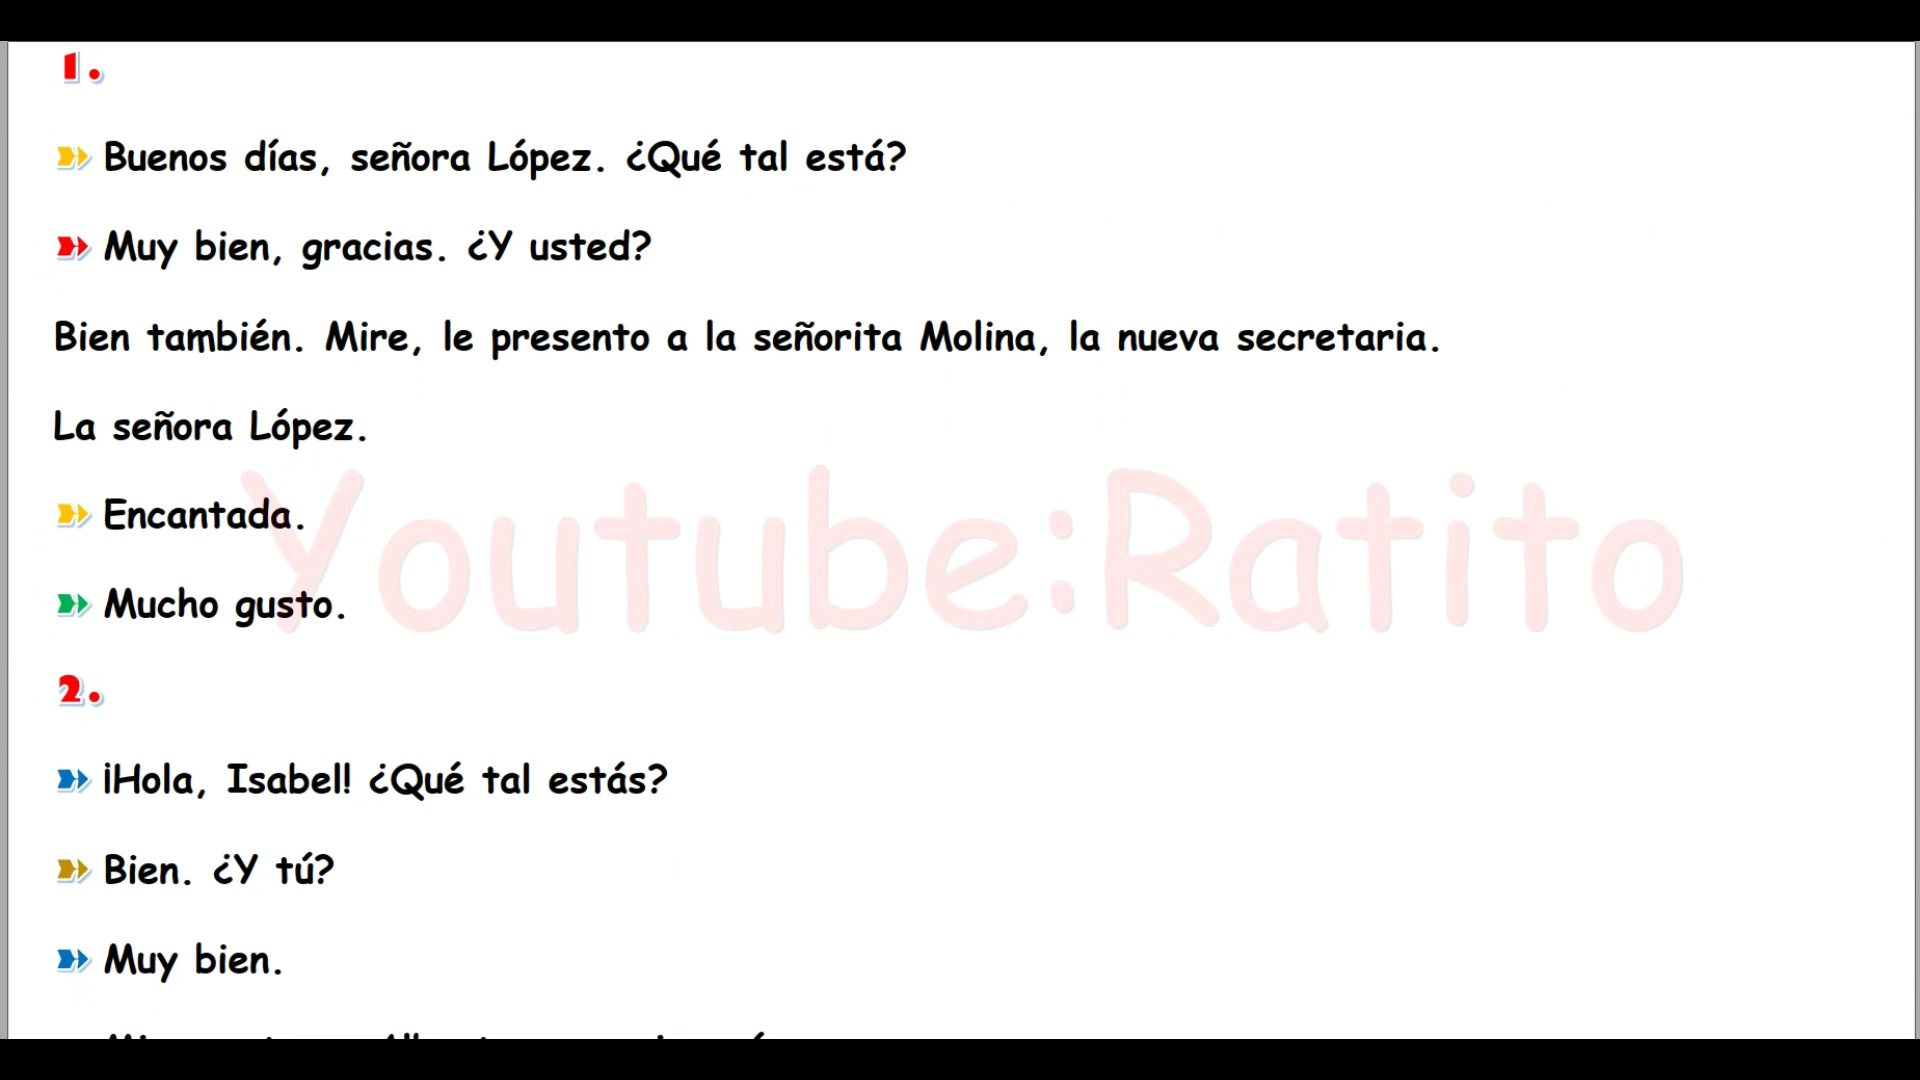 1.
Buenos días, señora López. ¿Qué tal está?
Muy bien, gracias. ¿Y usted?
Bien también. Mire, le presento a la señorita Molina, la nueva secretaria.
La señora López.
Encantada.
Mucho gusto.
Youtube:Ratito
2.
¡Hola, Isabel! ¿Qué tal estás?
Bien. ¿Y tú?
Muy bien.